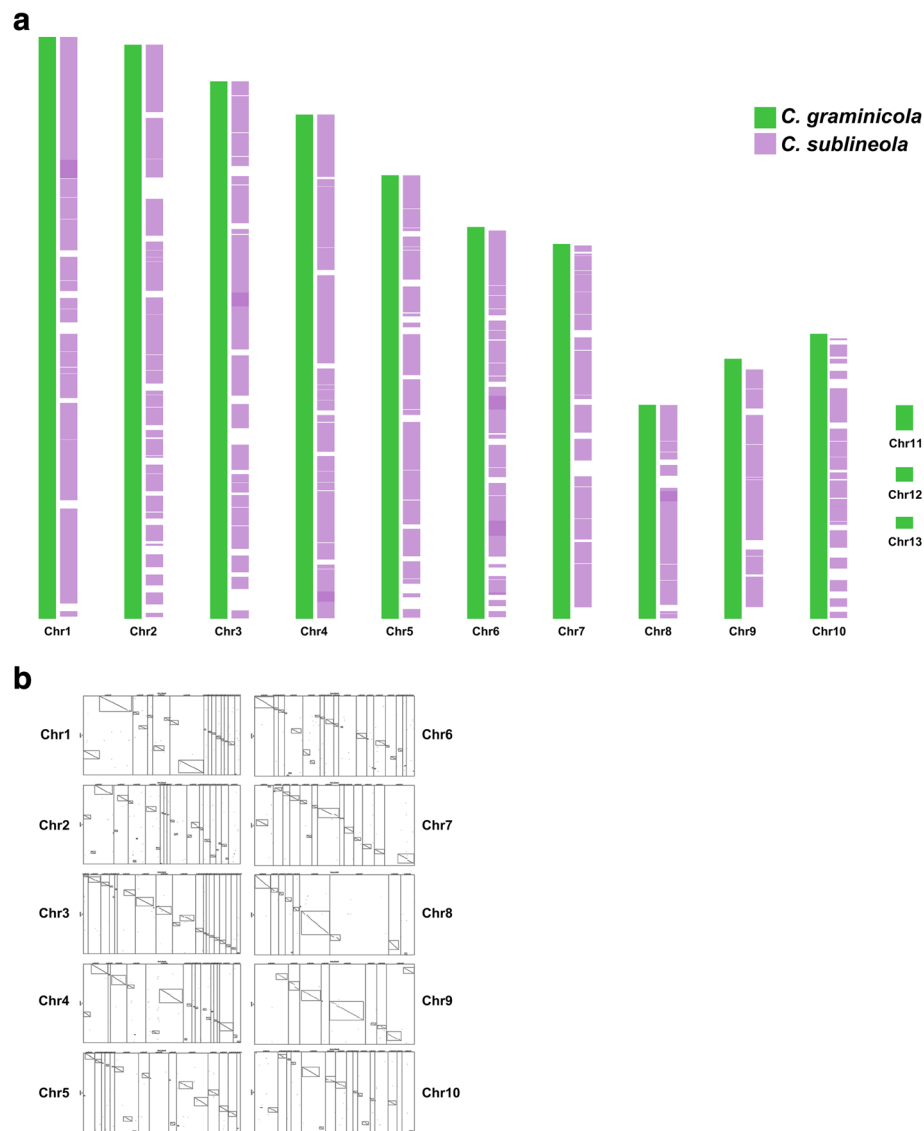 a
C. graminicola
C. sublineola
Chr11
Chr12
Chr13
Chr1 Chr2 Chr3 Chr4 Chr5 Chr6 Chr7 Chr8 Chr9 Chr10
b
Chr1 Chr6
Chr2 Chr7
Chr3 Chr8
Chr4 Chr9
Chr5 Chr10